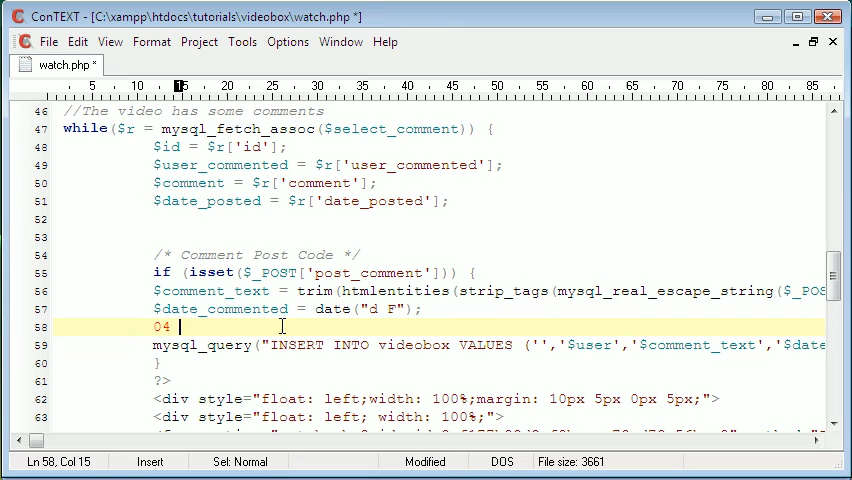 ConTEXT - [C:\xampp\htdocs\tutorials\videobox\watch.php *]
File Edit View Format Project Tools Options Window Help
watch.php *
5 10 15 20 25 30 35 40 45 50 55 60 65 70 75 80 85
46 //The video has some comments
47 while($r = mysql_fetch_assoc($select_comment)) {
48 $id = $r['id'];
49 $user_commented = $r['user_commented'];
50 $comment = $r['comment'];
51 $date_posted = $r['date_posted'];
52
53
54 /* Comment Post Code */
55 if (isset($_POST['post_comment'])) {
56 $comment_text = trim(htmlentities(strip_tags(mysql_real_escape_string($_POS
57 $date_commented = date("d F");
58 04
59 mysql_query("INSERT INTO videobox VALUES ('','$user','$comment_text','$date
60 }
61 ?>
62 <div style="float: left;width: 100%;margin: 10px 5px 0px 5px;">
63 <div style="float: left; width: 100%;">
Ln 58, Col 15 Insert Sel: Normal Modified DOS File size: 3661